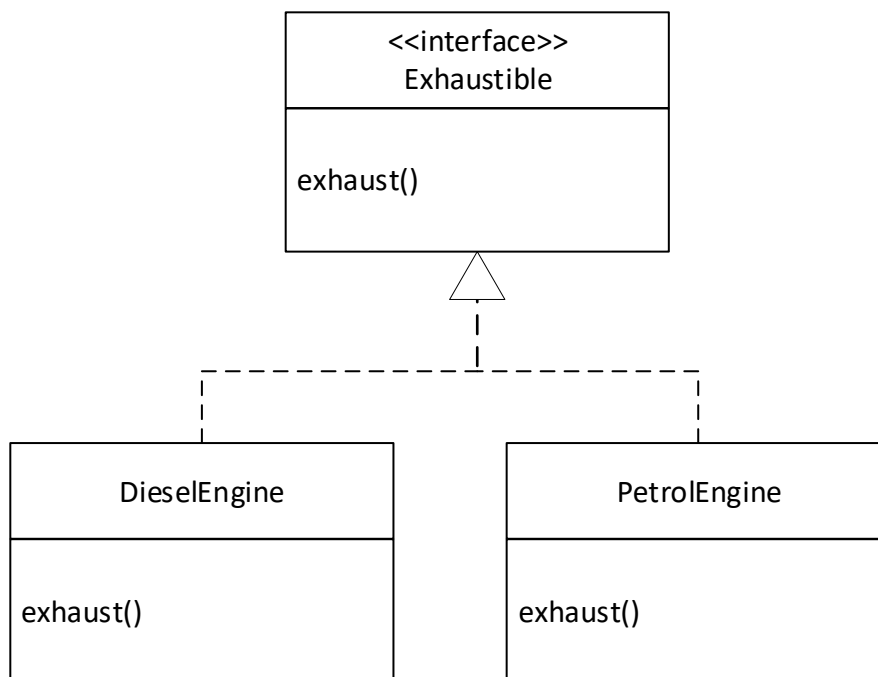 <<interface>>
Exhaustible
exhaust()
DieselEngine
exhaust()
PetrolEngine
exhaust()